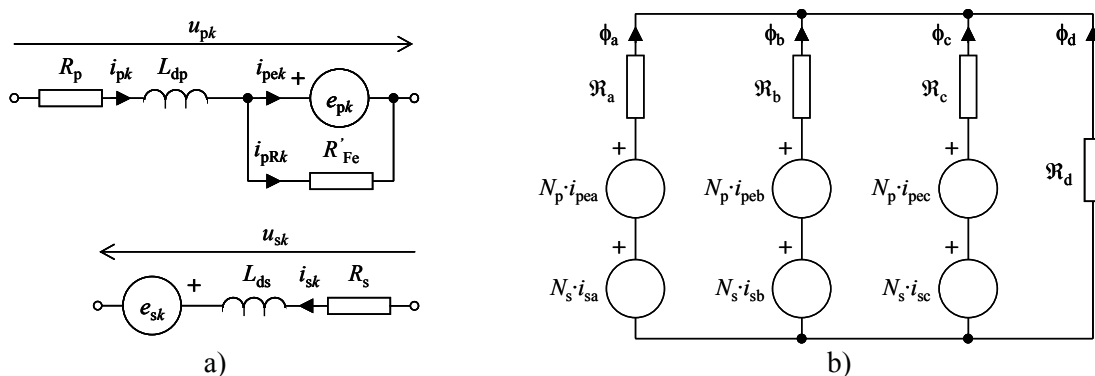 u_pk
R_p i_pk L_dp i_pek + e_pk
i_pRk R'_Fe
u_sk
e_sk + L_ds i_sk R_s
a)
ϕ_a ϕ_b ϕ_c ϕ_d
ℜ_a ℜ_b ℜ_c
ℜ_d
+ + +
N_p·i_pea N_p·i_peb N_p·i_pec
+ + +
N_s·i_sa N_s·i_sb N_s·i_sc
b)